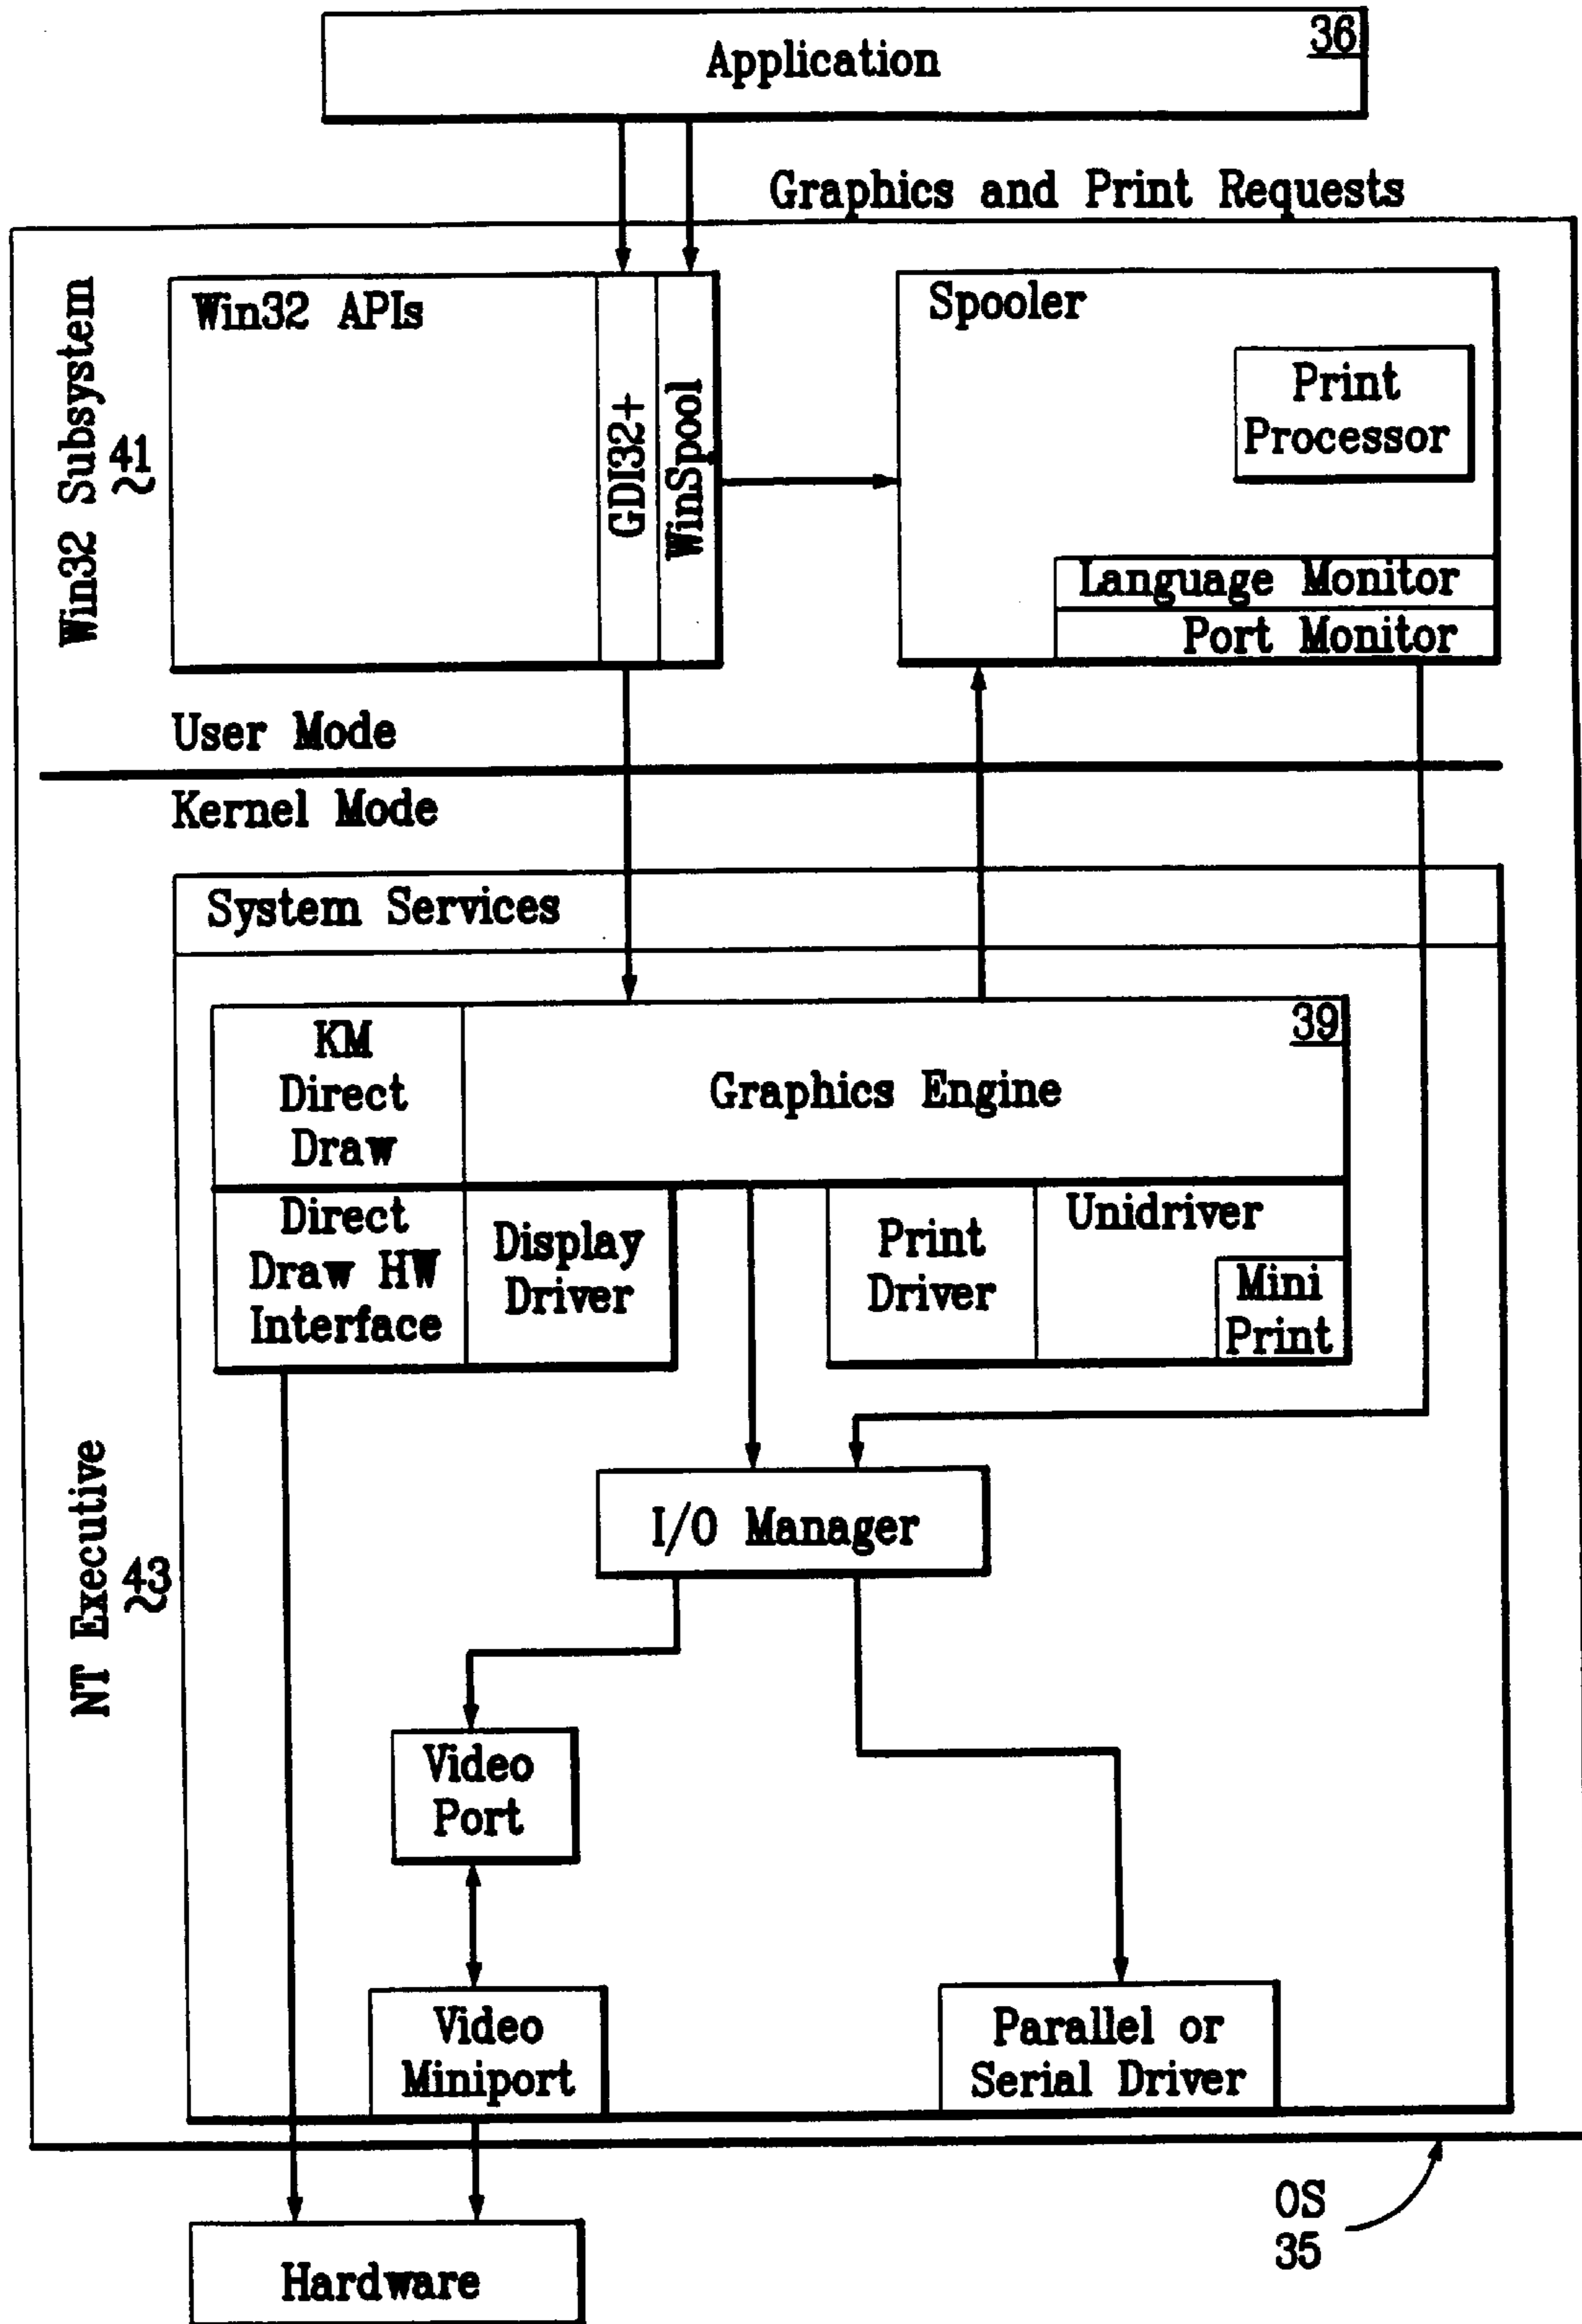 Application
36
Graphics and Print Requests
Win32 Subsystem
41
Win32 APIs
GDI32+
WinSpool
Spooler
Print
Processor
Language Monitor
Port Monitor
User Mode
Kernel Mode
NT Executive
43
System Services
KM
Direct
Draw
Graphics Engine
39
Direct
Draw HW
Interface
Display
Driver
Print
Driver
Unidriver
Mini
Print
I/O Manager
Video
Port
Video
Miniport
Parallel or
Serial Driver
OS
35
Hardware